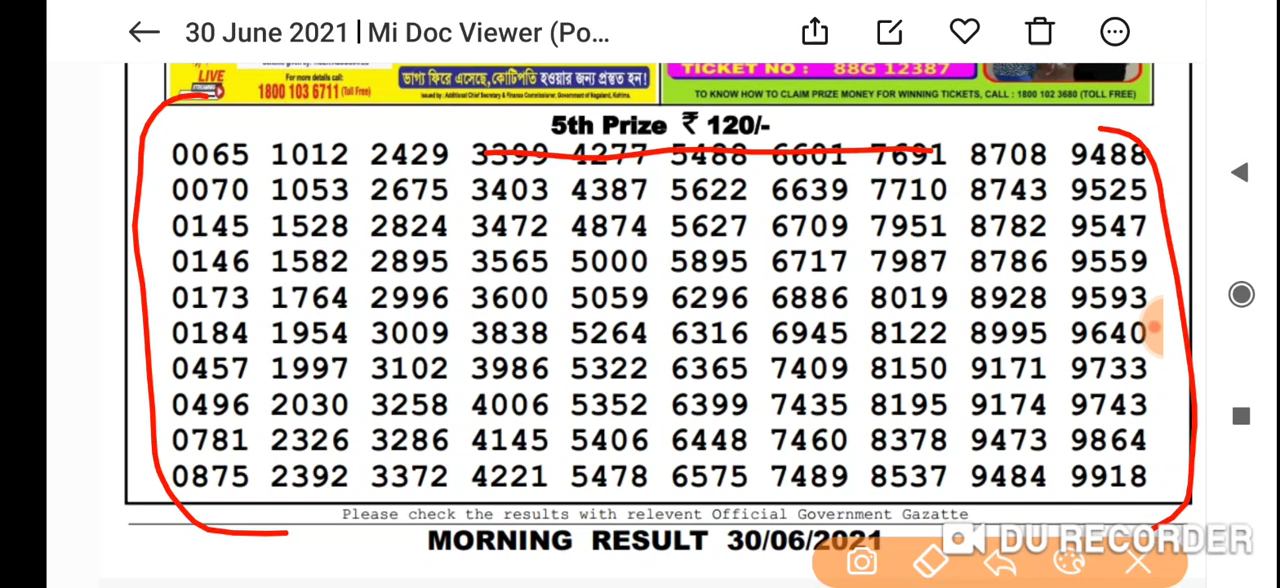 30 June 2021 | Mi Doc Viewer (Po...
LIVE
For more details call:
1800 103 6711 (Toll Free)
ভাগ্য ফিরে এসেছে, কোটিপতি হওয়ার জন্য প্রস্তুত হন!
Issued by : Additional Chief Secretary & Finance Commissioner, Government of Nagaland, Kohima.
TICKET NO : 88G 12387
TO KNOW HOW TO CLAIM PRIZE MONEY FOR WINNING TICKETS, CALL : 1800 102 3680 (TOLL FREE)
5th Prize ₹ 120/-
0065 1012 2429 3399 4277 5488 6601 7691 8708 9488
0070 1053 2675 3403 4387 5622 6639 7710 8743 9525
0145 1528 2824 3472 4874 5627 6709 7951 8782 9547
0146 1582 2895 3565 5000 5895 6717 7987 8786 9559
0173 1764 2996 3600 5059 6296 6886 8019 8928 9593
0184 1954 3009 3838 5264 6316 6945 8122 8995 9640
0457 1997 3102 3986 5322 6365 7409 8150 9171 9733
0496 2030 3258 4006 5352 6399 7435 8195 9174 9743
0781 2326 3286 4145 5406 6448 7460 8378 9473 9864
0875 2392 3372 4221 5478 6575 7489 8537 9484 9918
Please check the results with relevent Official Government Gazatte
MORNING RESULT 30/06/2021
DU RECORDER